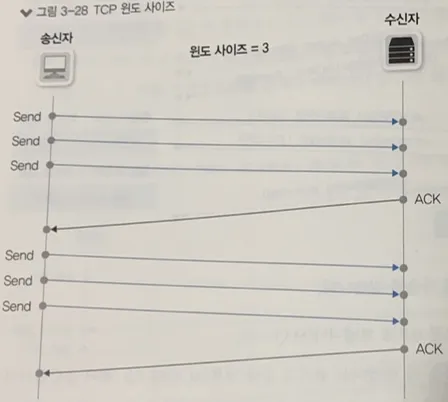 그림 3-28 TCP 윈도 사이즈
송신자
수신자
윈도 사이즈 = 3
Send
Send
Send
ACK
Send
Send
Send
ACK